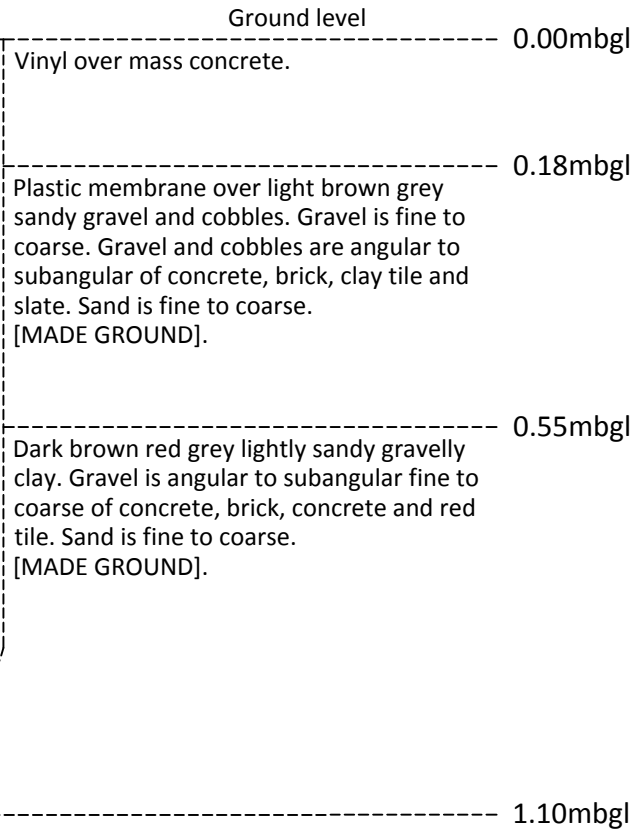 Ground level
0.00mbgl
Vinyl over mass concrete.
0.18mbgl
Plastic membrane over light brown grey
sandy gravel and cobbles. Gravel is fine to
coarse. Gravel and cobbles are angular to
subangular of concrete, brick, clay tile and
slate. Sand is fine to coarse.
[MADE GROUND].
0.55mbgl
Dark brown red grey lightly sandy gravelly
clay. Gravel is angular to subangular fine to
coarse of concrete, brick, concrete and red
tile. Sand is fine to coarse.
[MADE GROUND].
1.10mbgl